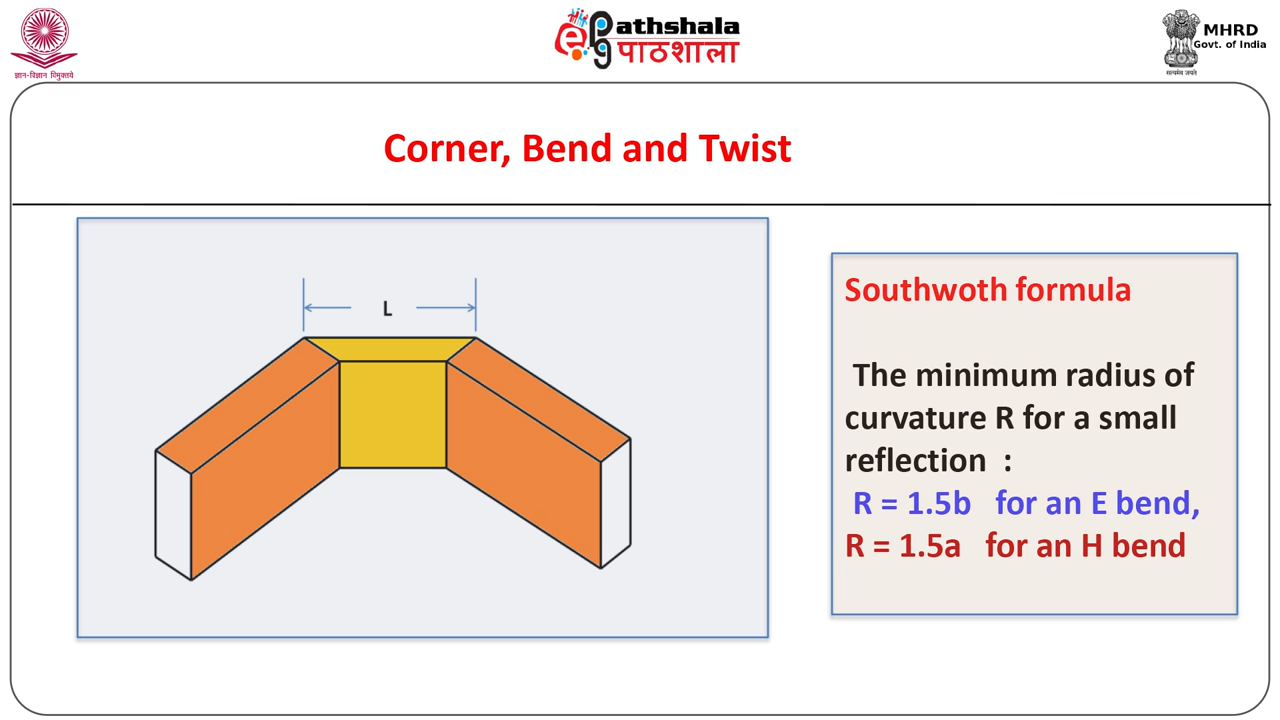 ज्ञान-विज्ञान विमुक्तये
ePathshala
पाठशाला
MHRD
Govt. of India
सत्यमेव जयते
Corner, Bend and Twist
L
Southwoth formula
The minimum radius of
curvature R for a small
reflection :
R = 1.5b for an E bend,
R = 1.5a for an H bend